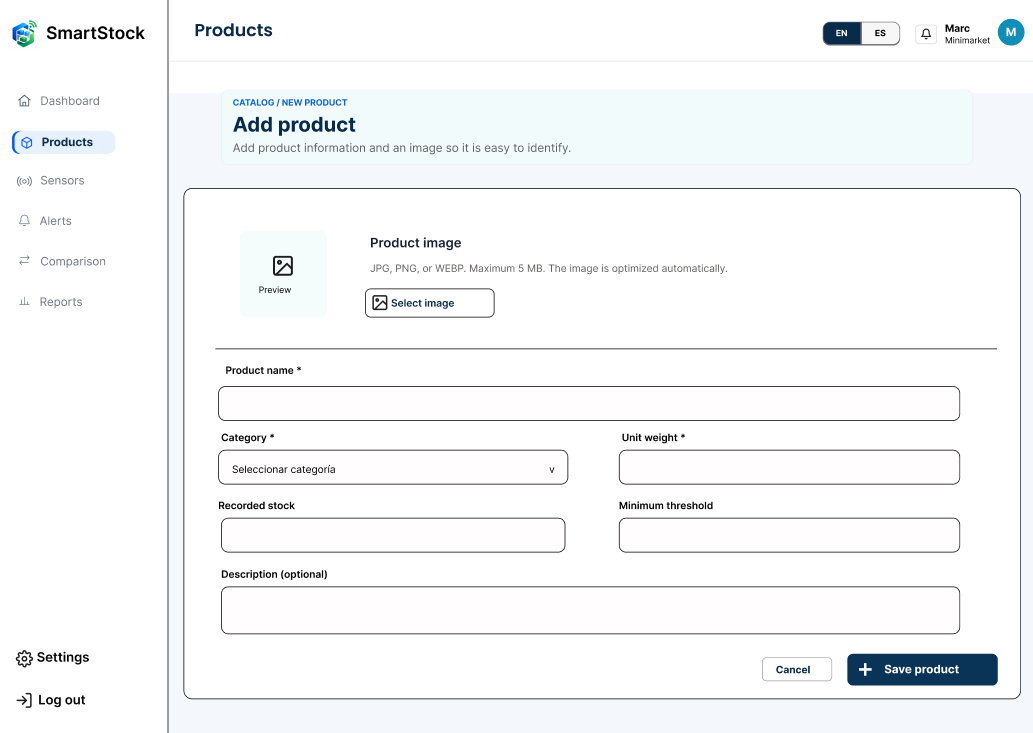 SmartStock
Products
EN
ES
Marc
Minimarket
M
Dashboard
Products
Sensors
Alerts
Comparison
Reports
Settings
Log out
CATALOG / NEW PRODUCT
Add product
Add product information and an image so it is easy to identify.
Preview
Product image
JPG, PNG, or WEBP. Maximum 5 MB. The image is optimized automatically.
Select image
Product name *
Category *
Unit weight *
Seleccionar categoría
v
Recorded stock
Minimum threshold
Description (optional)
Cancel
Save product